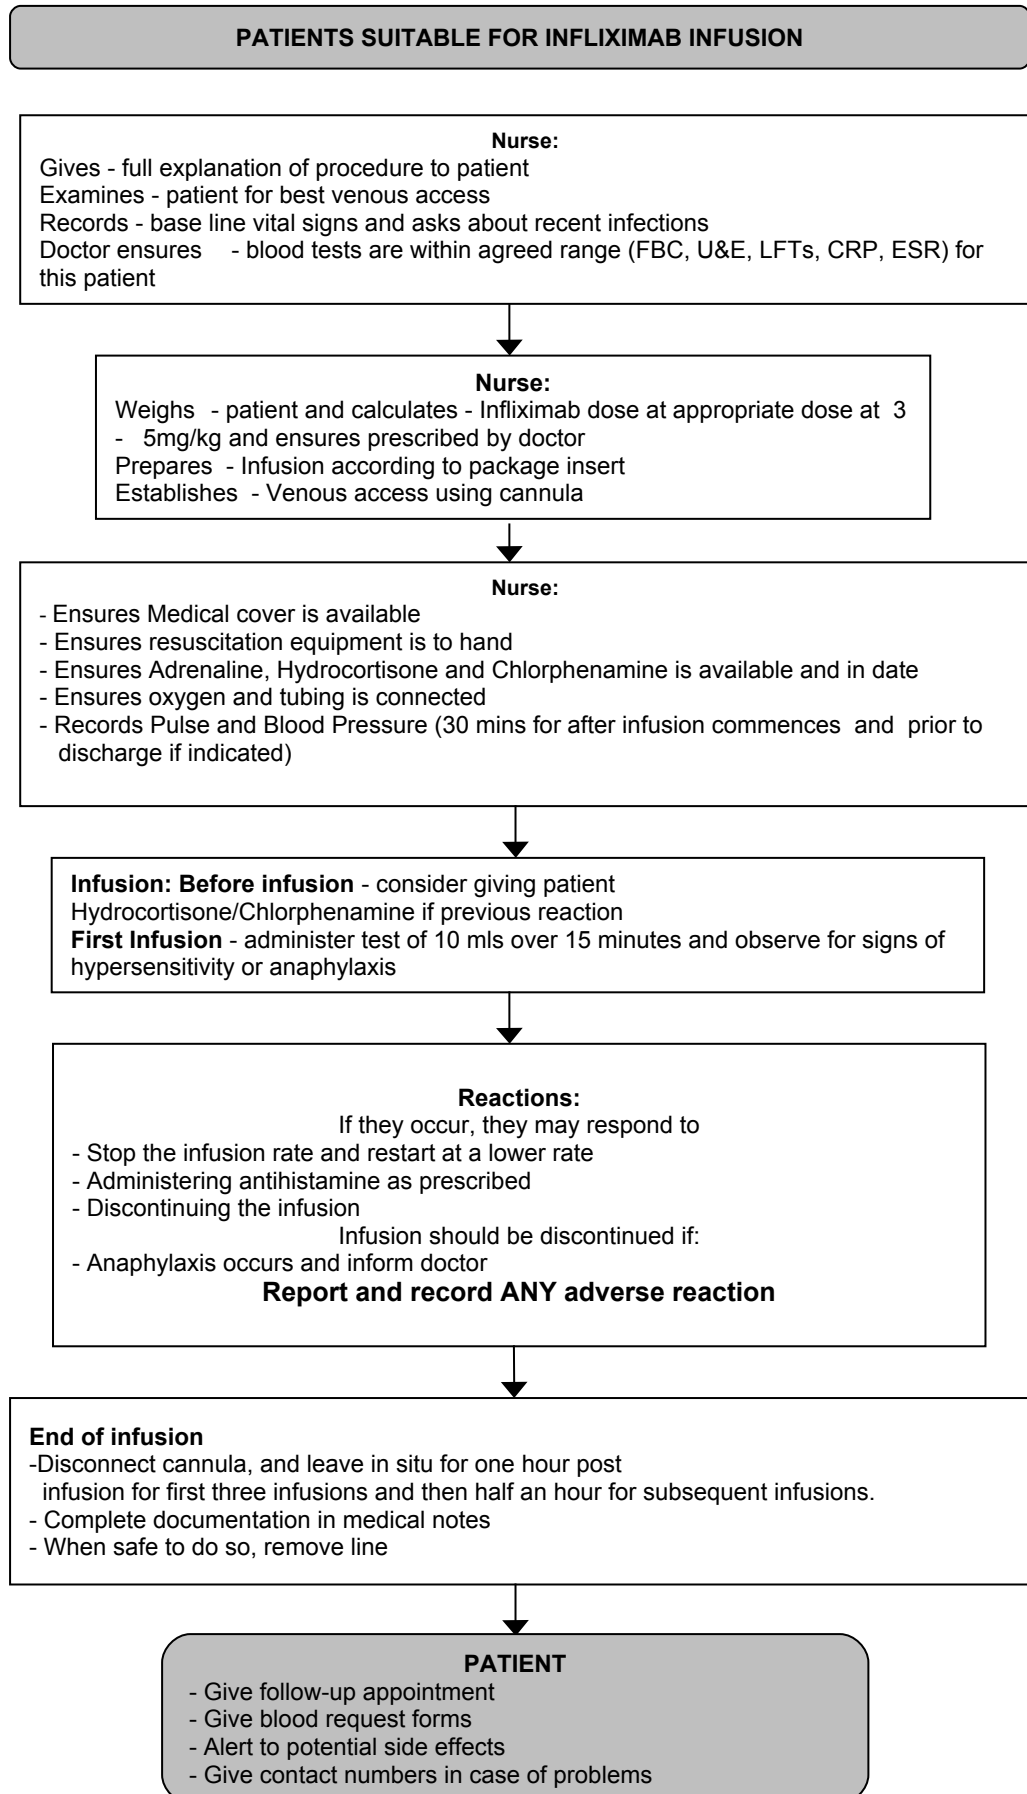 PATIENTS SUITABLE FOR INFLIXIMAB INFUSION
Nurse:
Gives - full explanation of procedure to patient
Examines - patient for best venous access
Records - base line vital signs and asks about recent infections
Doctor ensures - blood tests are within agreed range (FBC, U&E, LFTs, CRP, ESR) for
this patient
Nurse:
Weighs - patient and calculates - Infliximab dose at appropriate dose at 3
- 5mg/kg and ensures prescribed by doctor
Prepares - Infusion according to package insert
Establishes - Venous access using cannula
Nurse:
- Ensures Medical cover is available
- Ensures resuscitation equipment is to hand
- Ensures Adrenaline, Hydrocortisone and Chlorphenamine is available and in date
- Ensures oxygen and tubing is connected
- Records Pulse and Blood Pressure (30 mins for after infusion commences and prior to
discharge if indicated)
Infusion: Before infusion - consider giving patient
Hydrocortisone/Chlorphenamine if previous reaction
First Infusion - administer test of 10 mls over 15 minutes and observe for signs of
hypersensitivity or anaphylaxis
Reactions:
If they occur, they may respond to
- Stop the infusion rate and restart at a lower rate
- Administering antihistamine as prescribed
- Discontinuing the infusion
Infusion should be discontinued if:
- Anaphylaxis occurs and inform doctor
Report and record ANY adverse reaction
End of infusion
-Disconnect cannula, and leave in situ for one hour post
infusion for first three infusions and then half an hour for subsequent infusions.
- Complete documentation in medical notes
- When safe to do so, remove line
PATIENT
- Give follow-up appointment
- Give blood request forms
- Alert to potential side effects
- Give contact numbers in case of problems